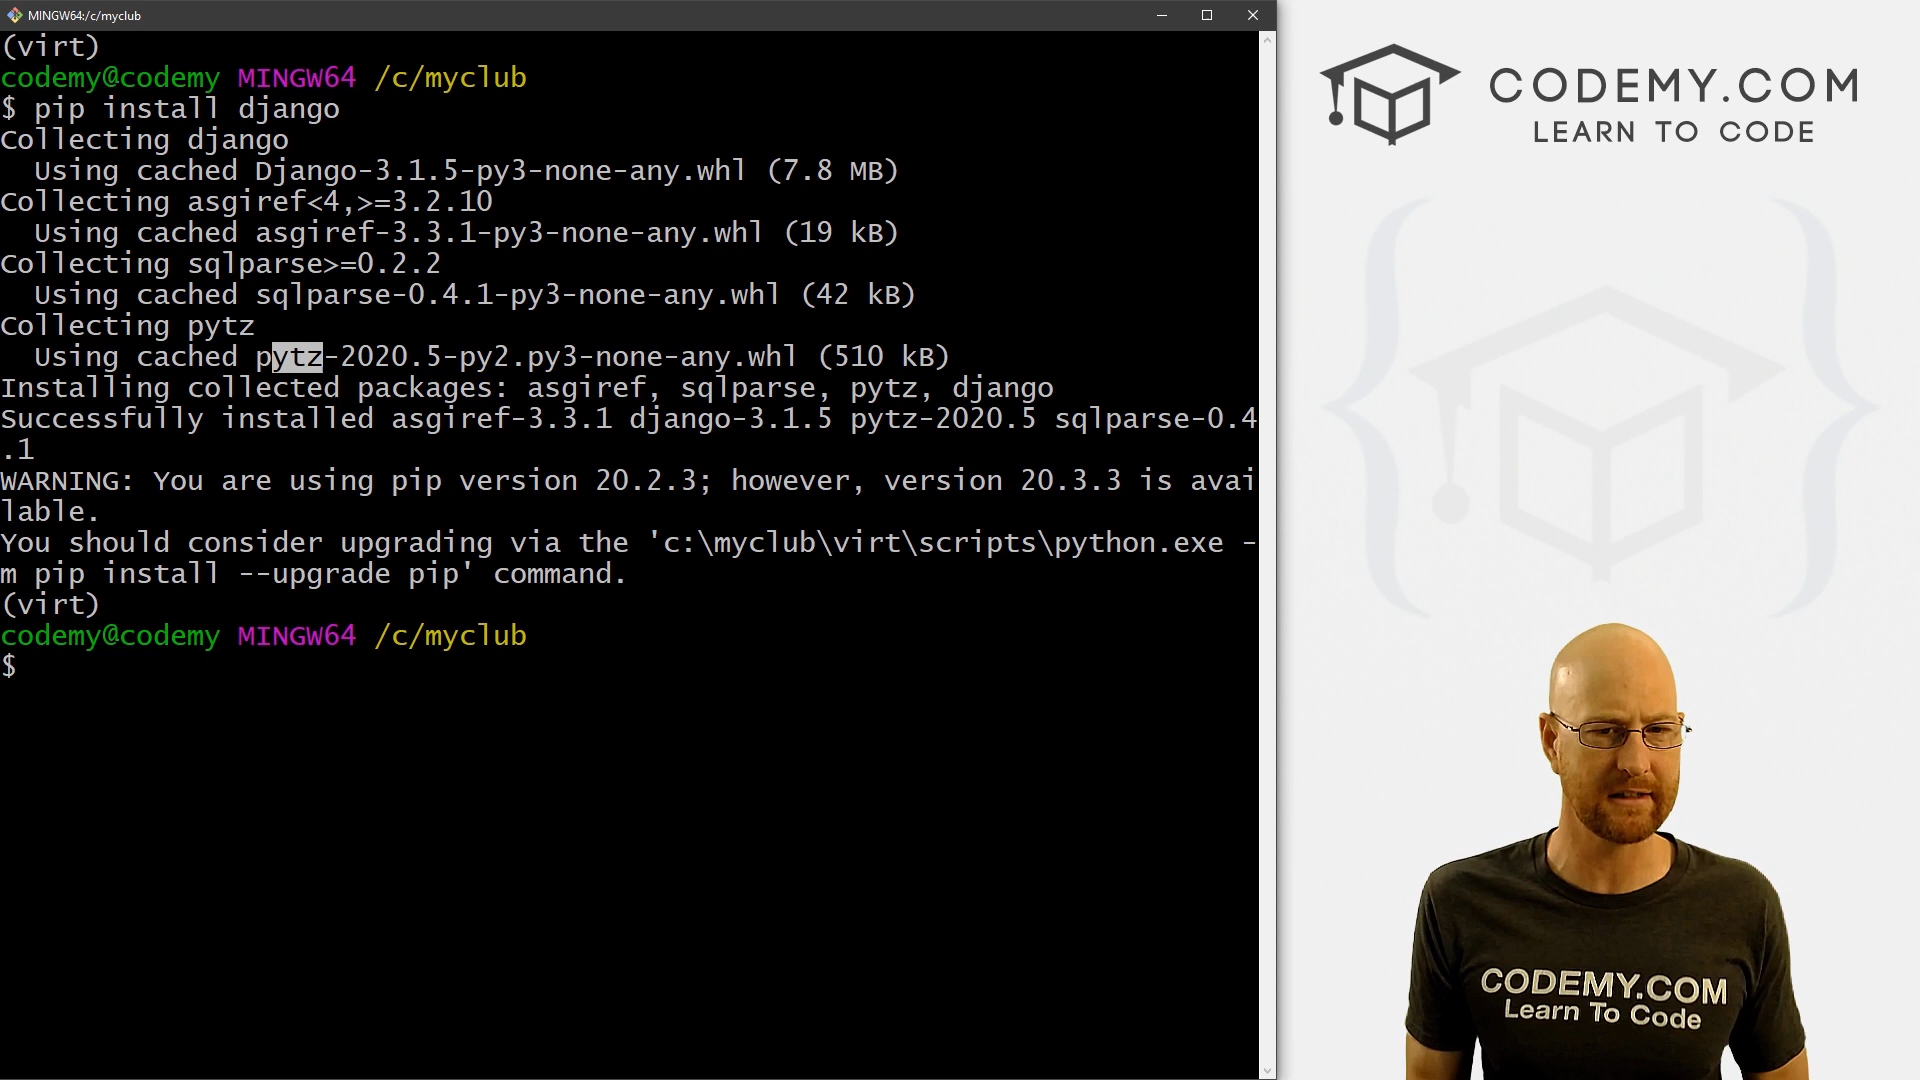 MINGW64:/c/myclub
(virt)
codemy@codemy MINGW64 /c/myclub
$ pip install django
Collecting django
  Using cached Django-3.1.5-py3-none-any.whl (7.8 MB)
Collecting asgiref<4,>=3.2.10
  Using cached asgiref-3.3.1-py3-none-any.whl (19 kB)
Collecting sqlparse>=0.2.2
  Using cached sqlparse-0.4.1-py3-none-any.whl (42 kB)
Collecting pytz
  Using cached pytz-2020.5-py2.py3-none-any.whl (510 kB)
Installing collected packages: asgiref, sqlparse, pytz, django
Successfully installed asgiref-3.3.1 django-3.1.5 pytz-2020.5 sqlparse-0.4
.1
WARNING: You are using pip version 20.2.3; however, version 20.3.3 is avai
lable.
You should consider upgrading via the 'c:\myclub\virt\scripts\python.exe -
m pip install --upgrade pip' command.
(virt)
codemy@codemy MINGW64 /c/myclub
$
CODEMY.COM
LEARN TO CODE
CODEMY.COM
Learn To Code